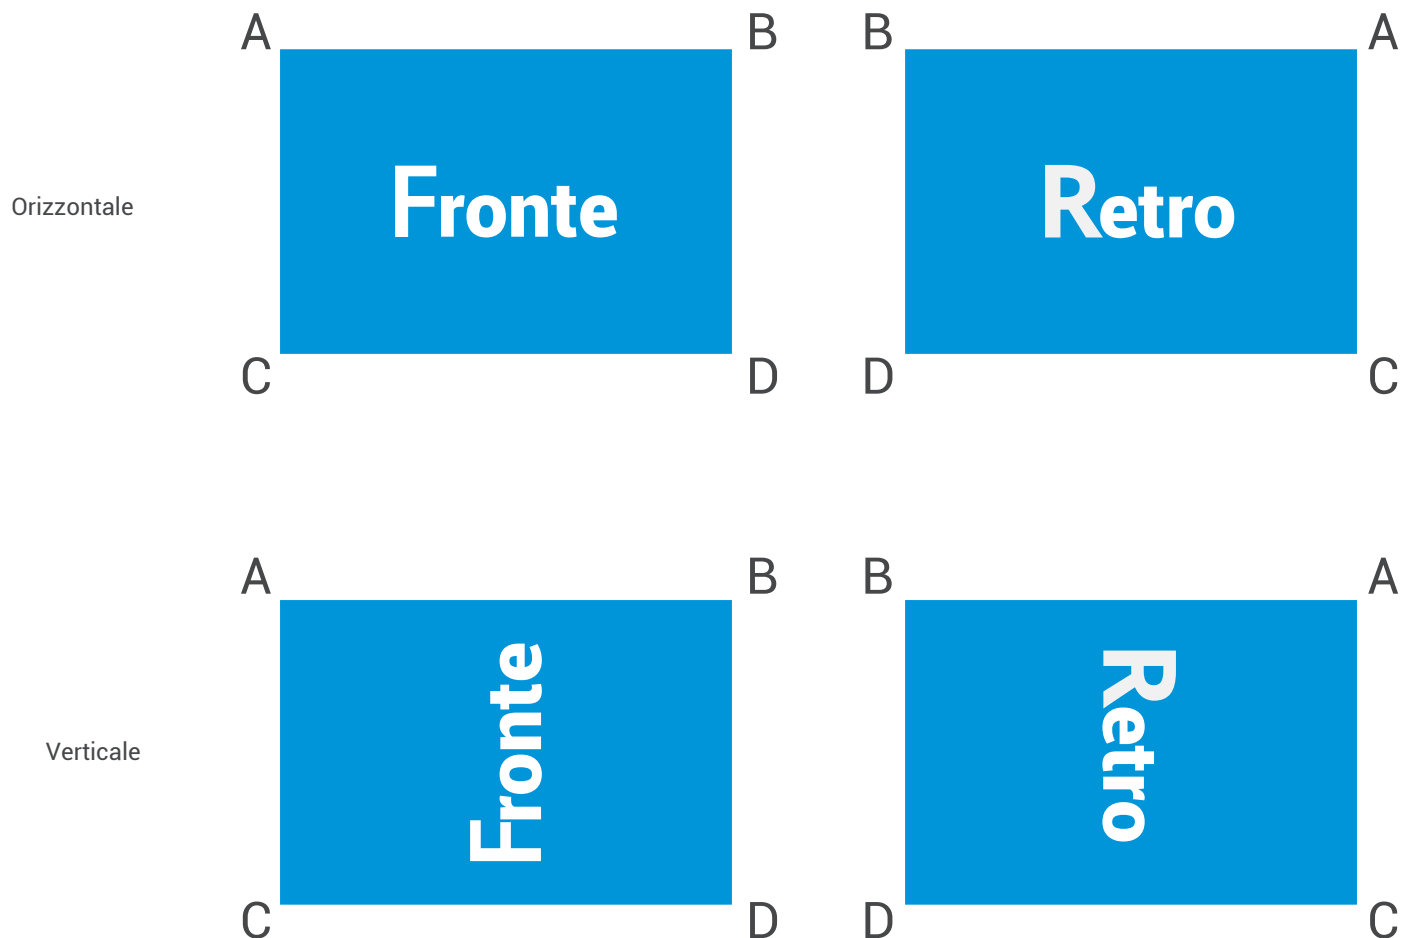 A B B A
Orizzontale Fronte Retro
C D D C
A B B A
Verticale Fronte Retro
C D D C